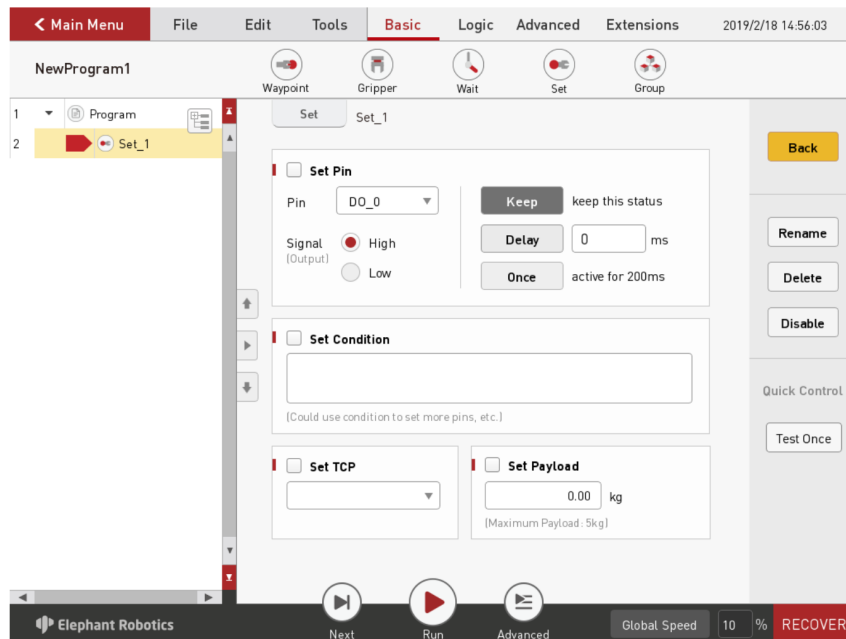 Main Menu File Edit Tools Basic Logic Advanced Extensions 2019/2/18 14:56:03
NewProgram1
Waypoint Gripper Wait Set Group
1 Program
2 Set_1
Set Set_1
Set Pin
Pin DO_0
Keep keep this status
Signal High
(Output)
Low
Delay 0 ms
Once active for 200ms
Set Condition
(Could use condition to set more pins, etc.)
Set TCP
Set Payload
0.00 kg
(Maximum Payload: 5kg)
Back
Rename
Delete
Disable
Quick Control
Test Once
Elephant Robotics
Next Run Advanced
Global Speed 10 % RECOVER